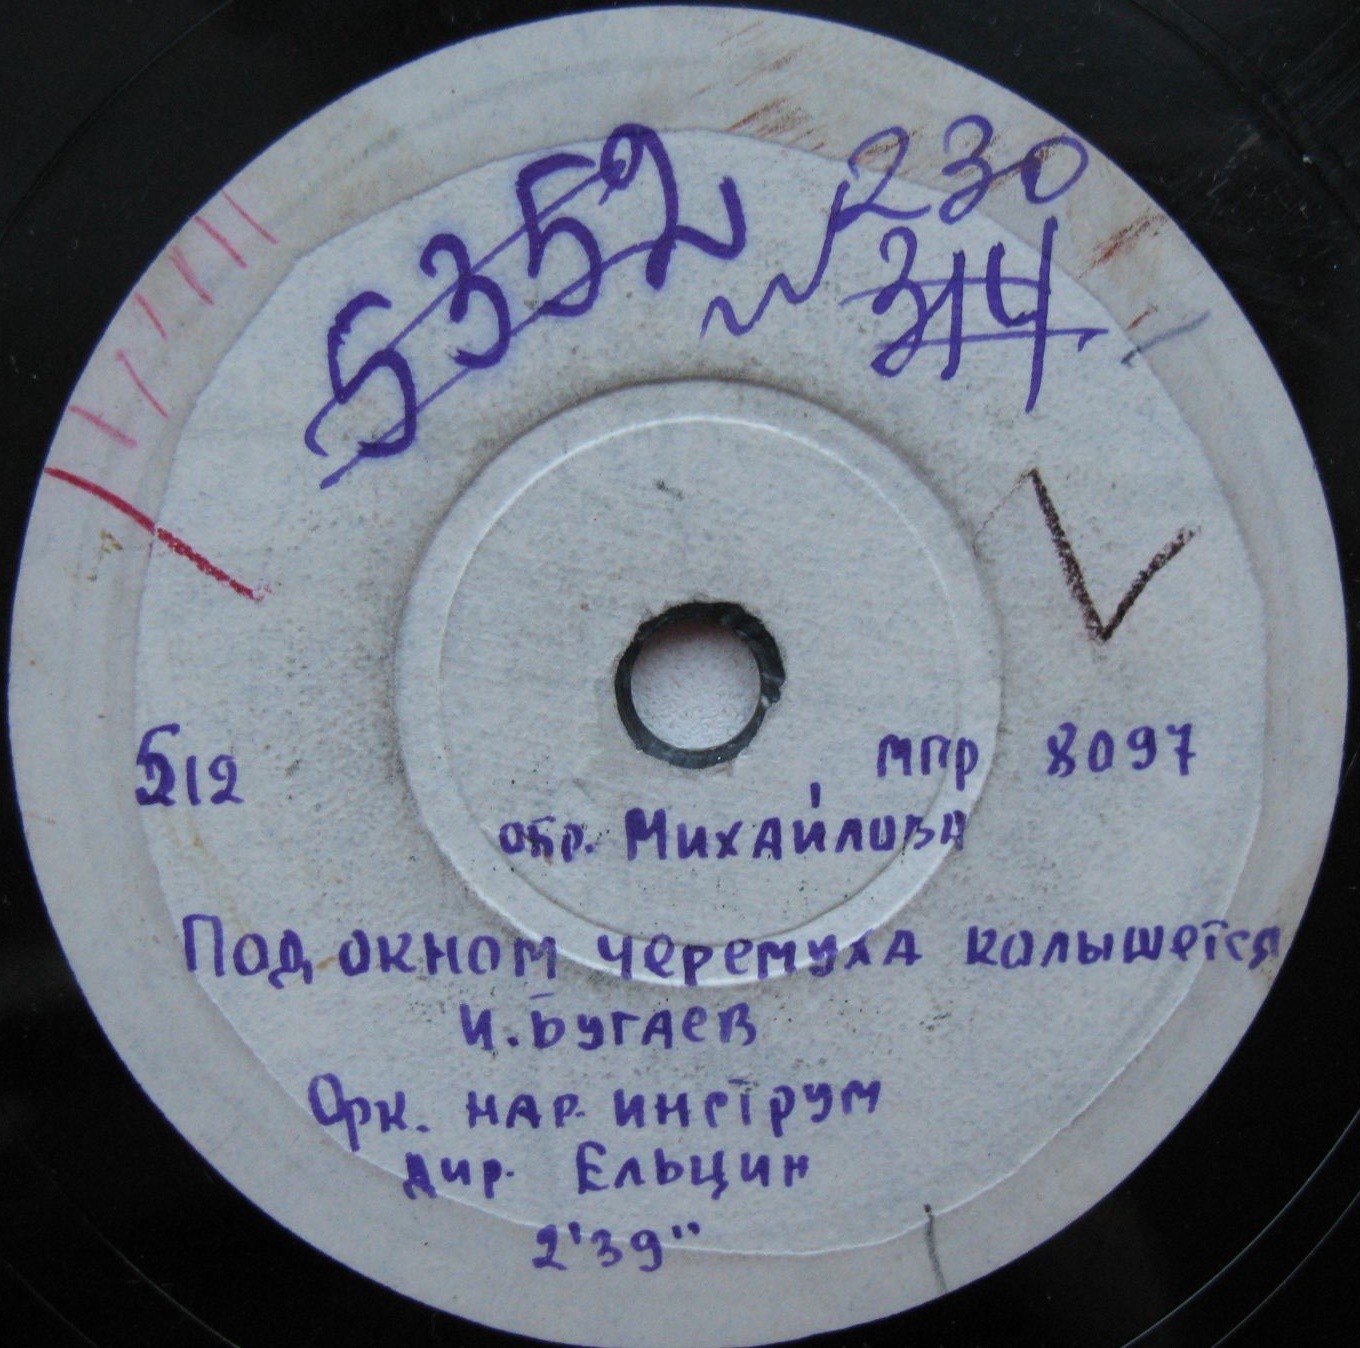 5352
230
314
512
МПР 8097
обр. Михайлова
Под окном черемуха колышется
И. Бугаев
Орк. нар. инструм
дир. Ельцин
2'39"